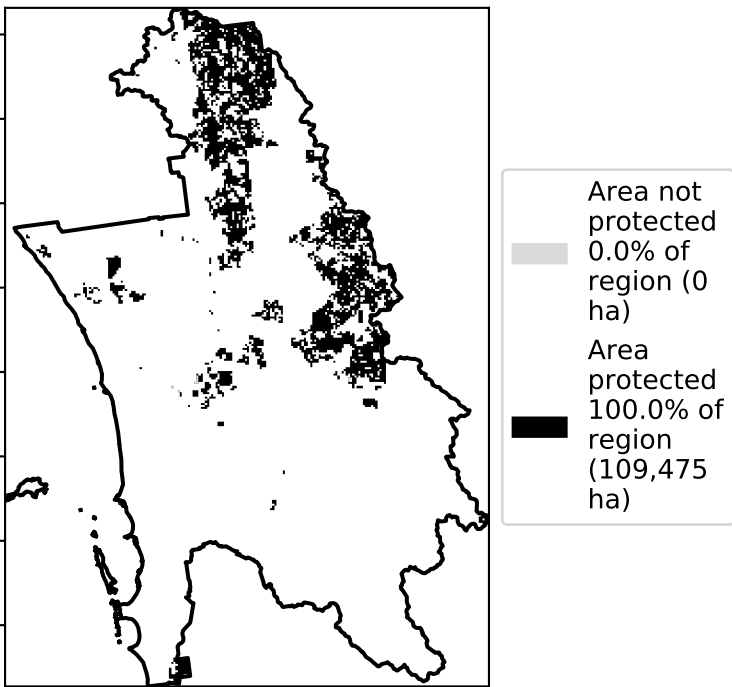 Area not
protected
0.0% of
region (0
ha)
Area
protected
100.0% of
region
(109,475
ha)